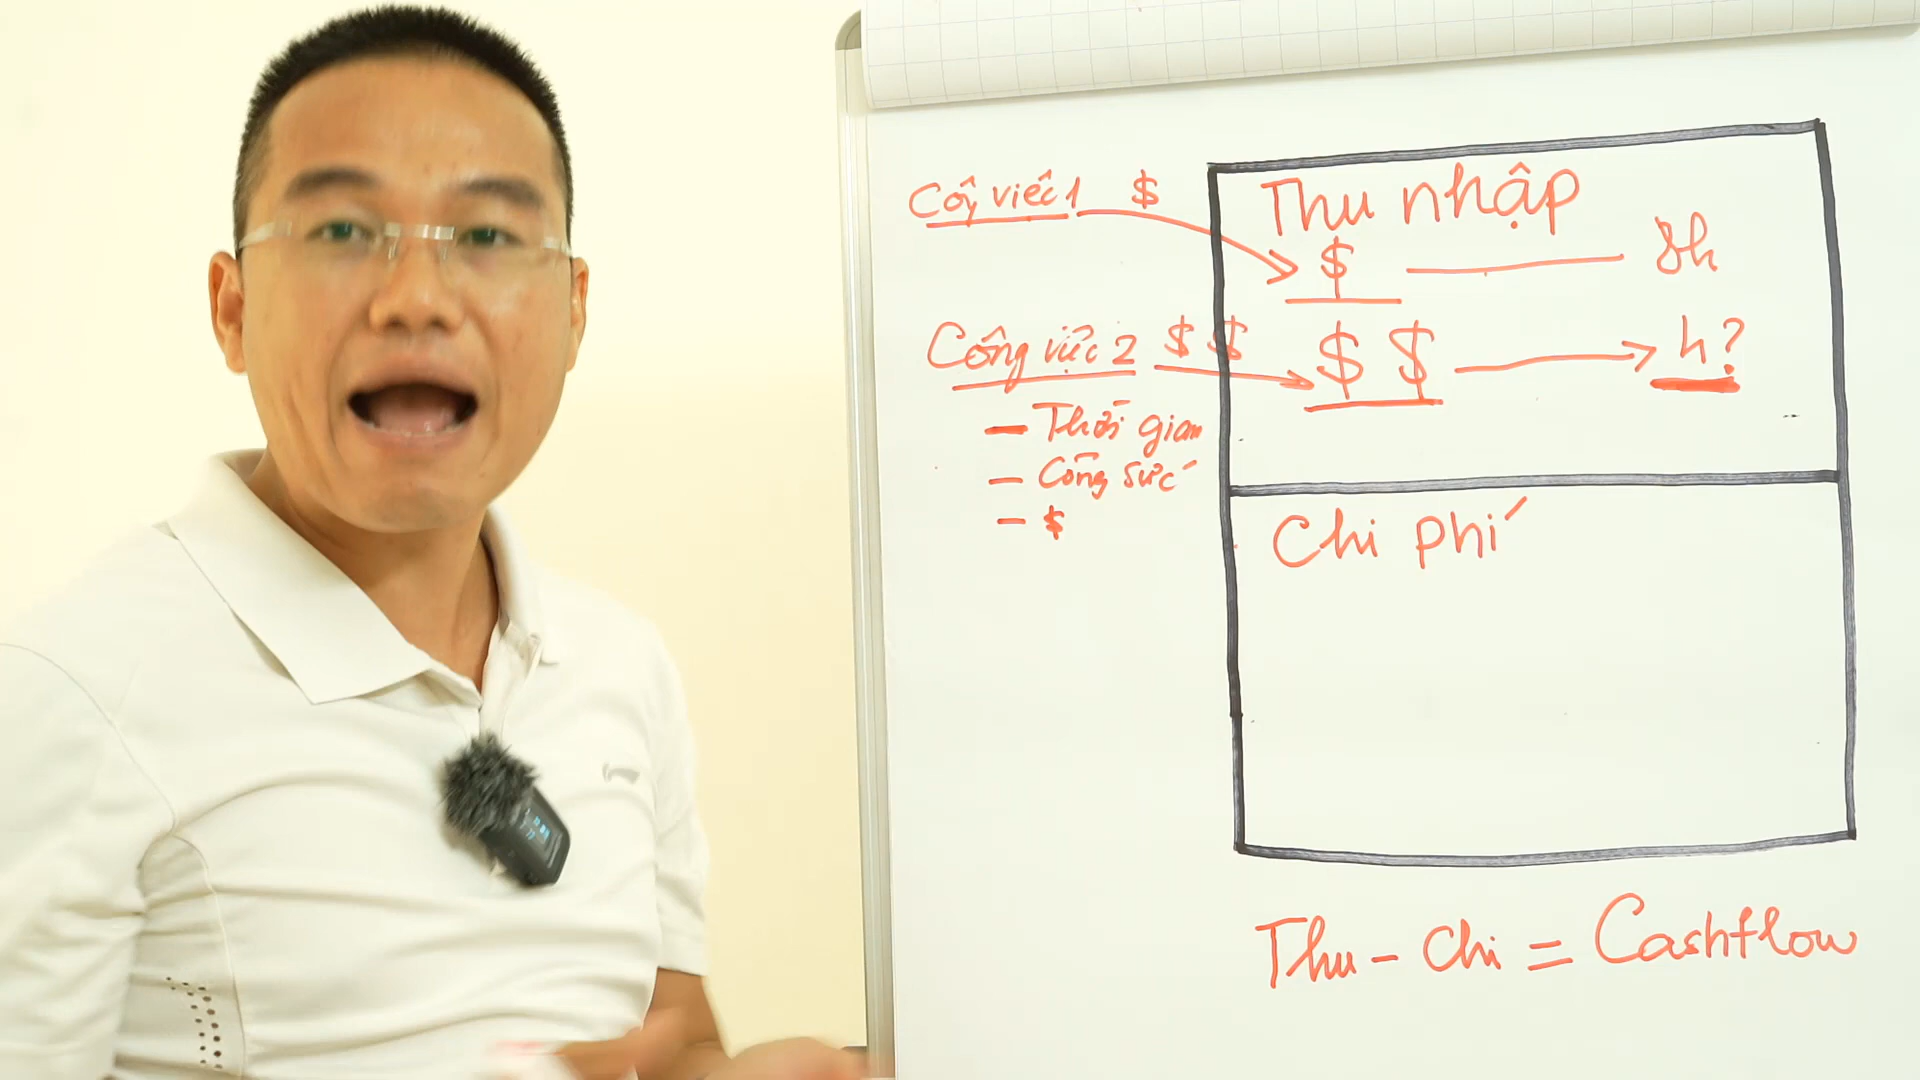 Công việc 1 $
Thu nhập
$ 8h
Công việc 2 $ $
$ $ h?
- Thời gian
- Công sức
- $
Chi phí
Thu - Chi = Cashflow